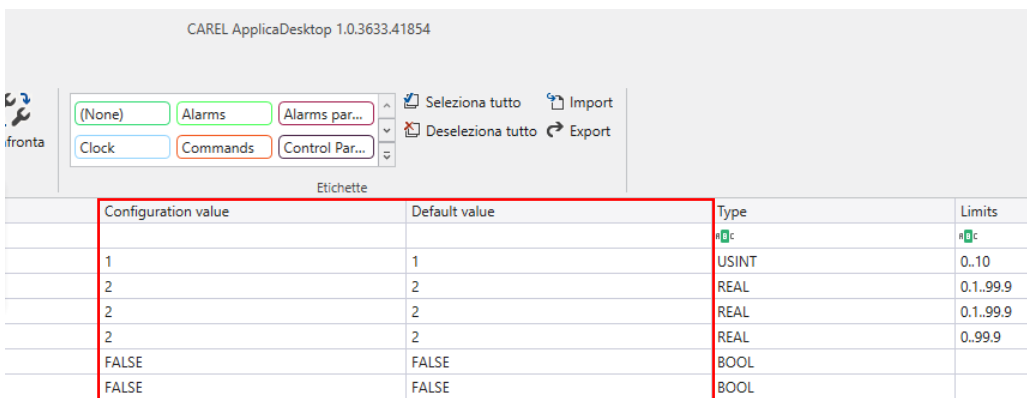 CAREL ApplicaDesktop 1.0.3633.41854
(None) Alarms Alarms par... Seleziona tutto Import
Deseleziona tutto Export
Clock Commands Control Par...
Etichette
Configuration value Default value Type Limits
ABC ABC
1 1 USINT 0..10
2 2 REAL 0.1..99.9
2 2 REAL 0.1..99.9
2 2 REAL 0..99.9
FALSE FALSE BOOL
FALSE FALSE BOOL